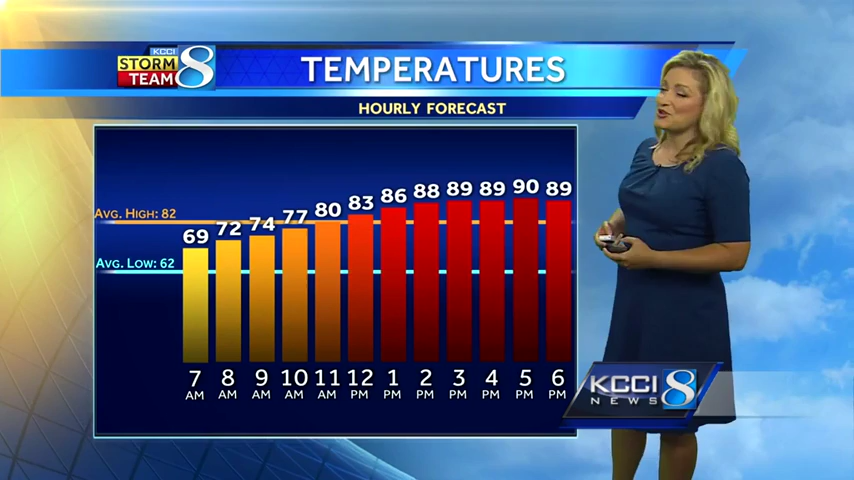 KCCI
STORM
TEAM 8
TEMPERATURES
HOURLY FORECAST
AVG. HIGH: 82
AVG. LOW: 62
69 72 74 77 80 83 86 88 89 89 90 89
7 8 9 10 11 12 1 2 3 4 5 6
AM AM AM AM AM PM PM PM PM PM PM PM
KCCI 8
NEWS